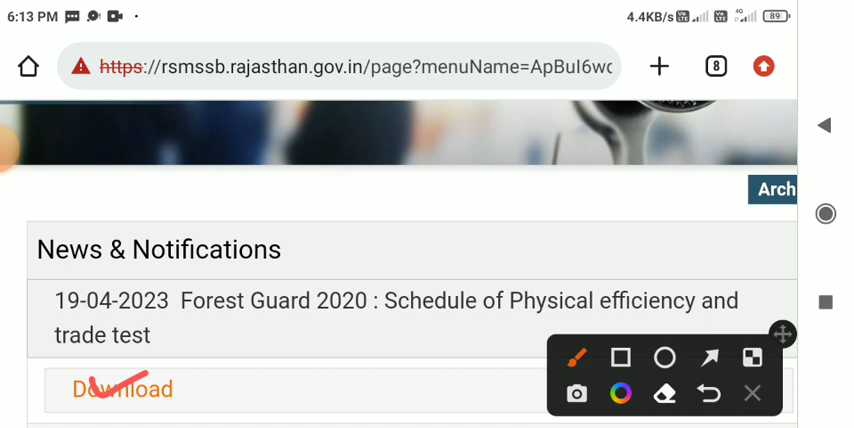 6:13 PM
4.4KB/s 4G 89
https://rsmssb.rajasthan.gov.in/page?menuName=ApBuI6wc
8
Arch
News & Notifications
19-04-2023 Forest Guard 2020 : Schedule of Physical efficiency and
trade test
Download